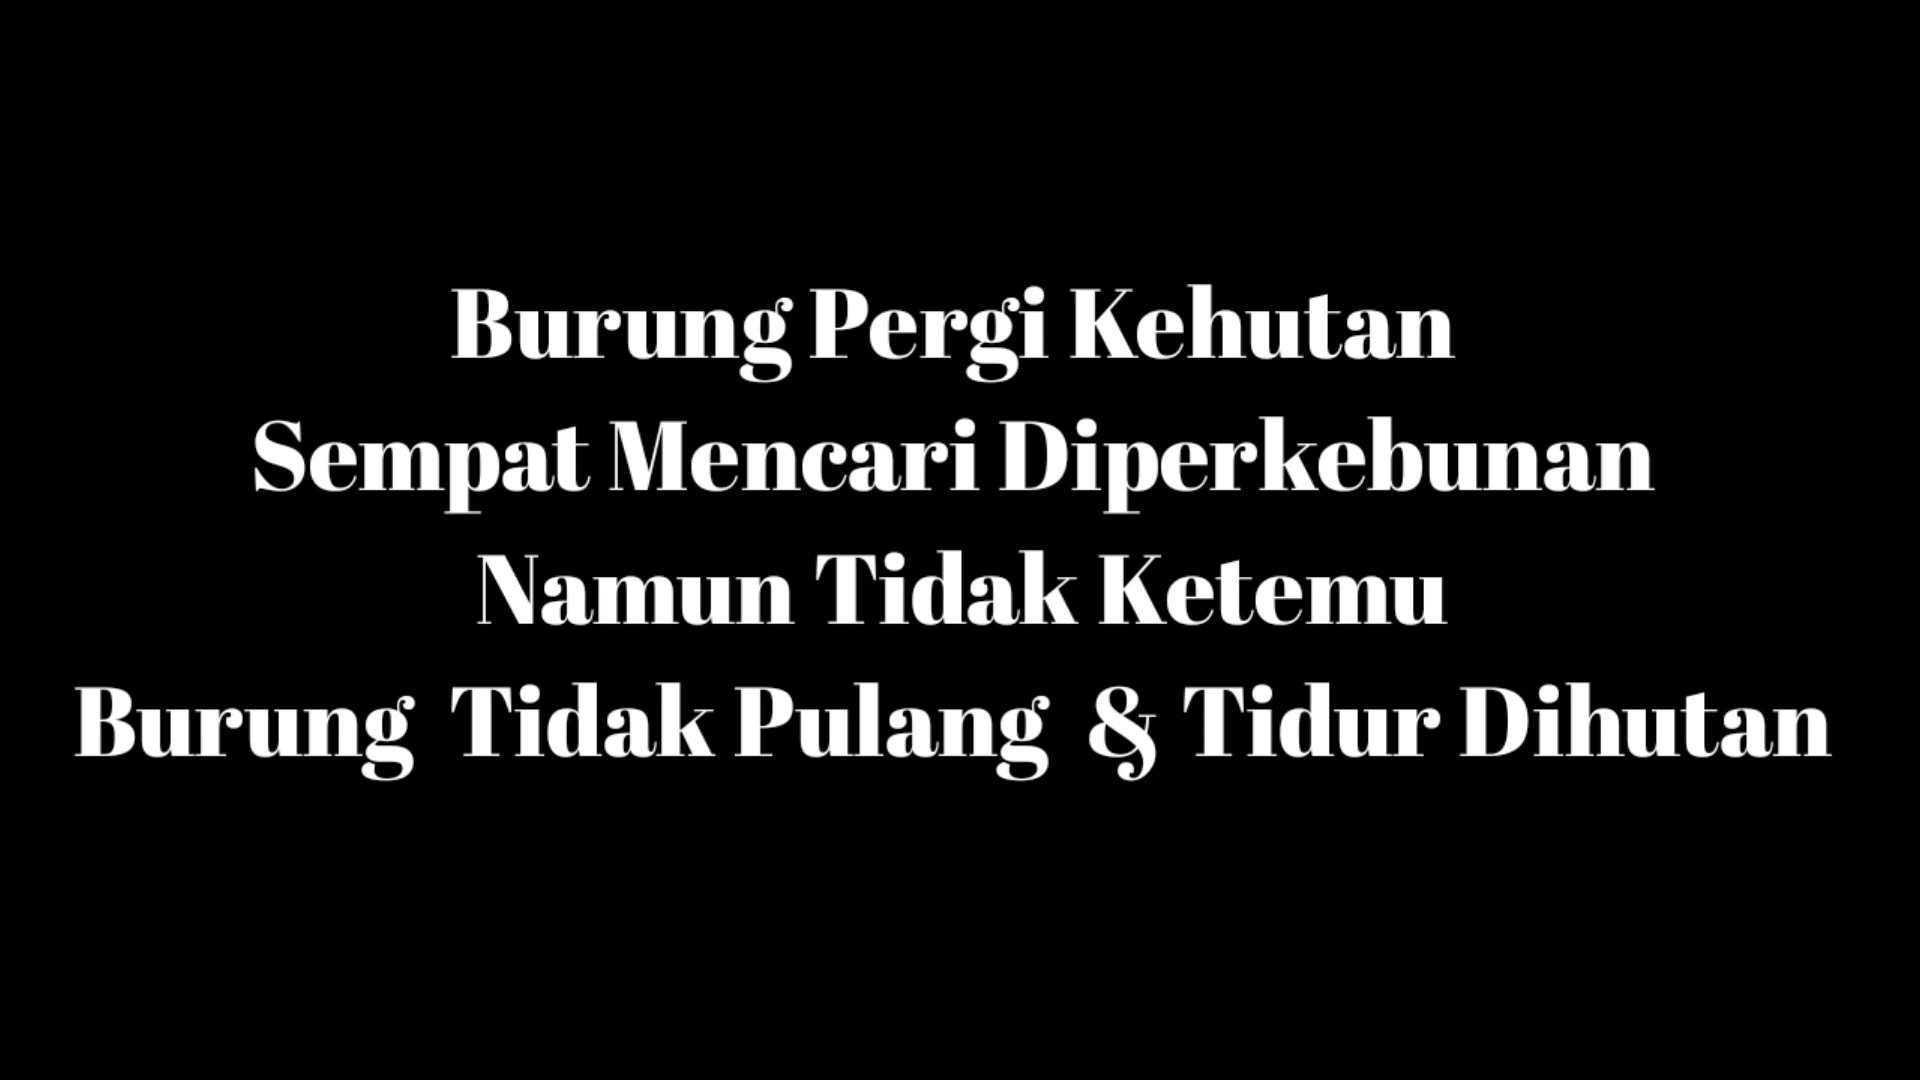 Burung Pergi Kehutan
Sempat Mencari Diperkebunan
Namun Tidak Ketemu
Burung  Tidak Pulang  & Tidur Dihutan